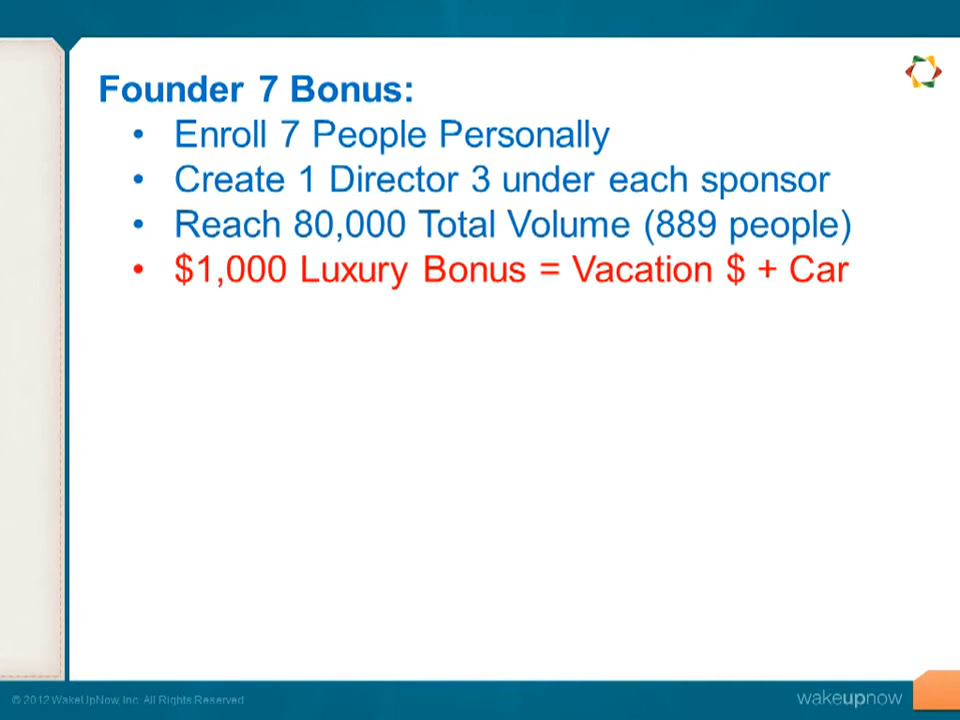 Founder 7 Bonus:
• Enroll 7 People Personally
• Create 1 Director 3 under each sponsor
• Reach 80,000 Total Volume (889 people)
• $1,000 Luxury Bonus = Vacation $ + Car
© 2012 WakeUpNow, Inc. All Rights Reserved
wakeupnow